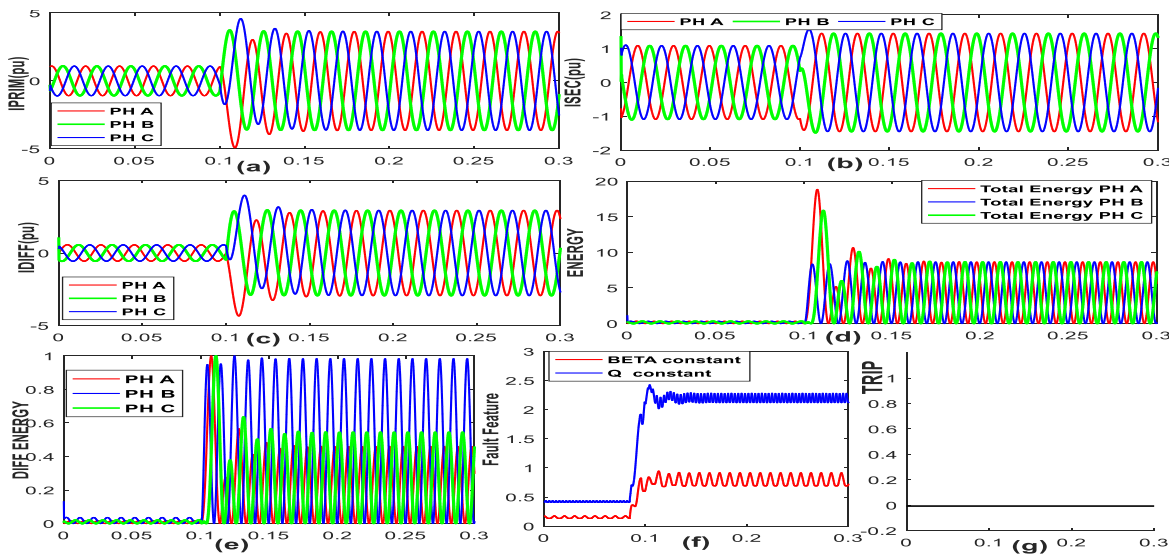 5
0
-5
IPRIM(pu)
PH A
PH B
PH C
0 0.05 0.1 0.15 0.2 0.25 0.3
(a)
2
1
0
-1
-2
ISEC(pu)
PH A PH B PH C
0 0.05 0.1 0.15 0.2 0.25 0.3
(b)
5
0
-5
IDIFF(pu)
PH A
PH B
PH C
0 0.05 0.1 0.15 0.2 0.25 0.3
(c)
20
15
10
5
0
ENERGY
Total Energy PH A
Total Energy PH B
Total Energy PH C
0 0.05 0.1 0.15 0.2 0.25 0.3
(d)
1
0.8
0.6
0.4
0.2
0
DIFF ENERGY
PH A
PH B
PH C
0 0.05 0.1 0.15 0.2 0.25 0.3
(e)
3
2.5
2
1.5
1
0.5
0
Fault Feature
BETA constant
Q constant
0 0.1 0.2 0.3
(f)
TRIP
1
0.8
0.6
0.4
0.2
0
-0.2
0 0.1 0.2 0.3
(g)